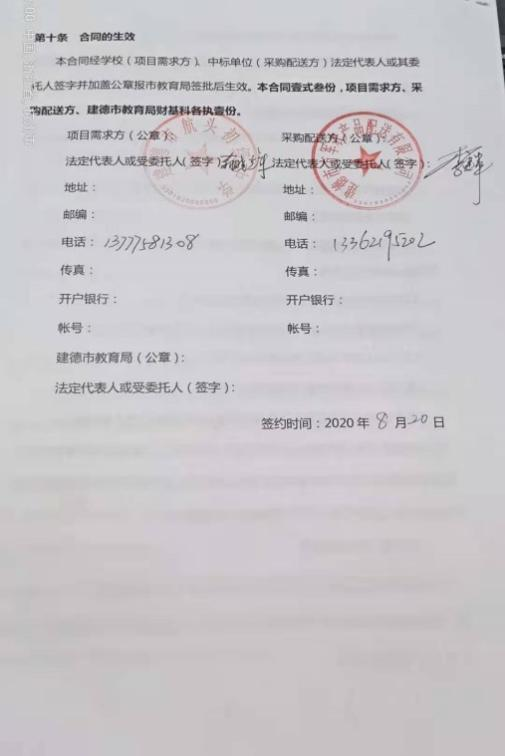 第十条 合同的生效
本合同经学校（项目需求方）、中标单位（采购配送方）法定代表人或其委
托人签字并加盖公章报市教育局签批后生效。本合同壹式叁份，项目需求方、采
购配送方、建德市教育局财基科各执壹份。
项目需求方（公章）： 采购配送方（公章）：
法定代表人或受委托人（签字） 法定代表人或受委托人（签字）：
地址： 地址：
邮编： 邮编：
电话：13777581308 电话：13362195202
传真： 传真：
开户银行： 开户银行：
帐号： 帐号：
建德市教育局（公章）：
法定代表人或受委托人（签字）：
签约时间：2020 年 8 月 20 日